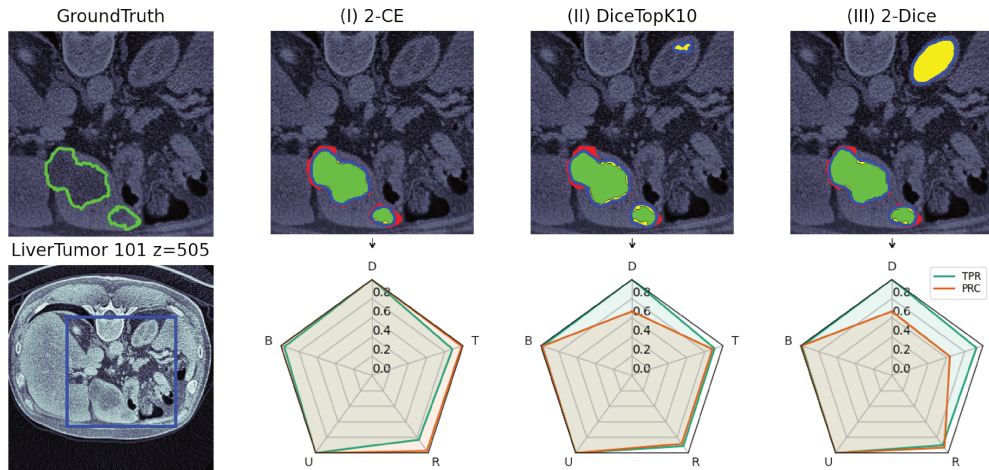 GroundTruth
(I) 2-CE
(II) DiceTopK10
(III) 2-Dice
LiverTumor 101 z=505
D
T
R
U
B
0.8
0.6
0.4
0.2
0.0
D
T
R
U
B
0.8
0.6
0.4
0.2
0.0
D
T
R
U
B
0.8
0.6
0.4
0.2
0.0
TPR
PRC